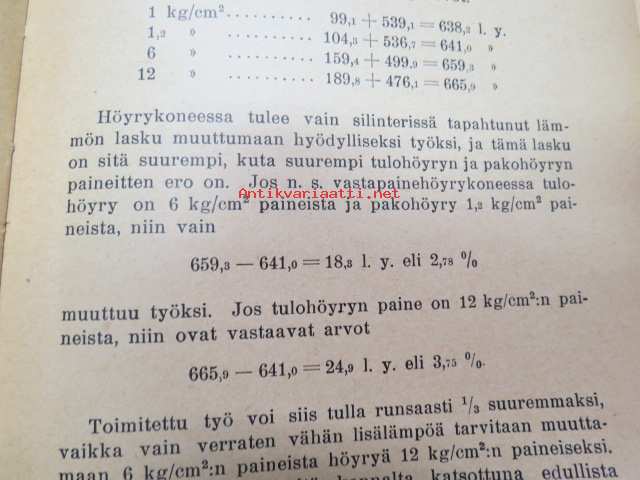 1 kg/cm².......... 99,1 + 539,1 = 638,2 l. y.
1,2 » .......... 104,3 + 536,7 = 641,0 »
6 » .......... 159,4 + 499,9 = 659,3 »
12 » .......... 189,8 + 476,1 = 665,9 »
Höyrykoneessa tulee vain silinterissä tapahtunut läm-
mön lasku muuttumaan hyödylliseksi työksi, ja tämä lasku
on sitä suurempi, kuta suurempi tulohöyryn ja pakohöyryn
paineitten ero on. Jos n. s. vastapainehöyrykoneessa tulo-
Antikvariaatti.net
höyry on 6 kg/cm² paineista ja pakohöyry 1,2 kg/cm² pai-
neista, niin vain
659,3 — 641,0 = 18,3 l. y. eli 2,78 %
muuttuu työksi. Jos tulohöyryn paine on 12 kg/cm²:n pai-
neista, niin ovat vastaavat arvot
665,9 — 641,0 = 24,9 l. y. eli 3,75 %.
Toimitettu työ voi siis tulla runsaasti ¹/₃ suuremmaksi,
vaikka vain verraten vähän lisälämpöä tarvitaan muutta-
maan 6 kg/cm²:n paineista höyryä 12 kg/cm²:n paineiseksi.
katsottuna edullista